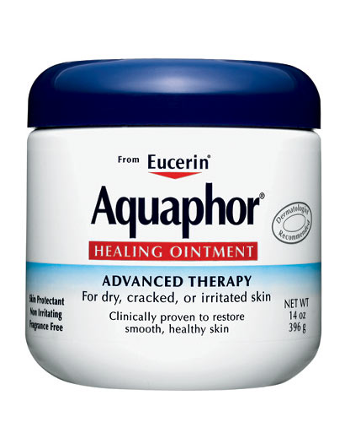 From Eucerin®
Aquaphor®
HEALING OINTMENT
Dermatologist
Recommended
ADVANCED THERAPY
For dry, cracked, or irritated skin
Clinically proven to restore
smooth, healthy skin
Skin Protectant
Non Irritating
Fragrance Free
NET WT
14 oz
396 g